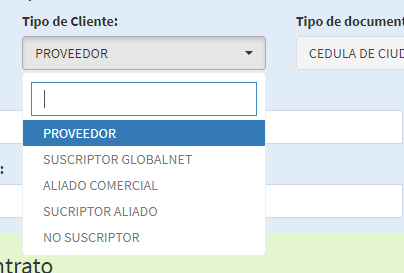 Tipo de Cliente:
Tipo de document
PROVEEDOR
CEDULA DE CIUD
PROVEEDOR
SUSCRIPTOR GLOBALNET
ALIADO COMERCIAL
SUCRIPTOR ALIADO
NO SUSCRIPTOR
:
ntrato